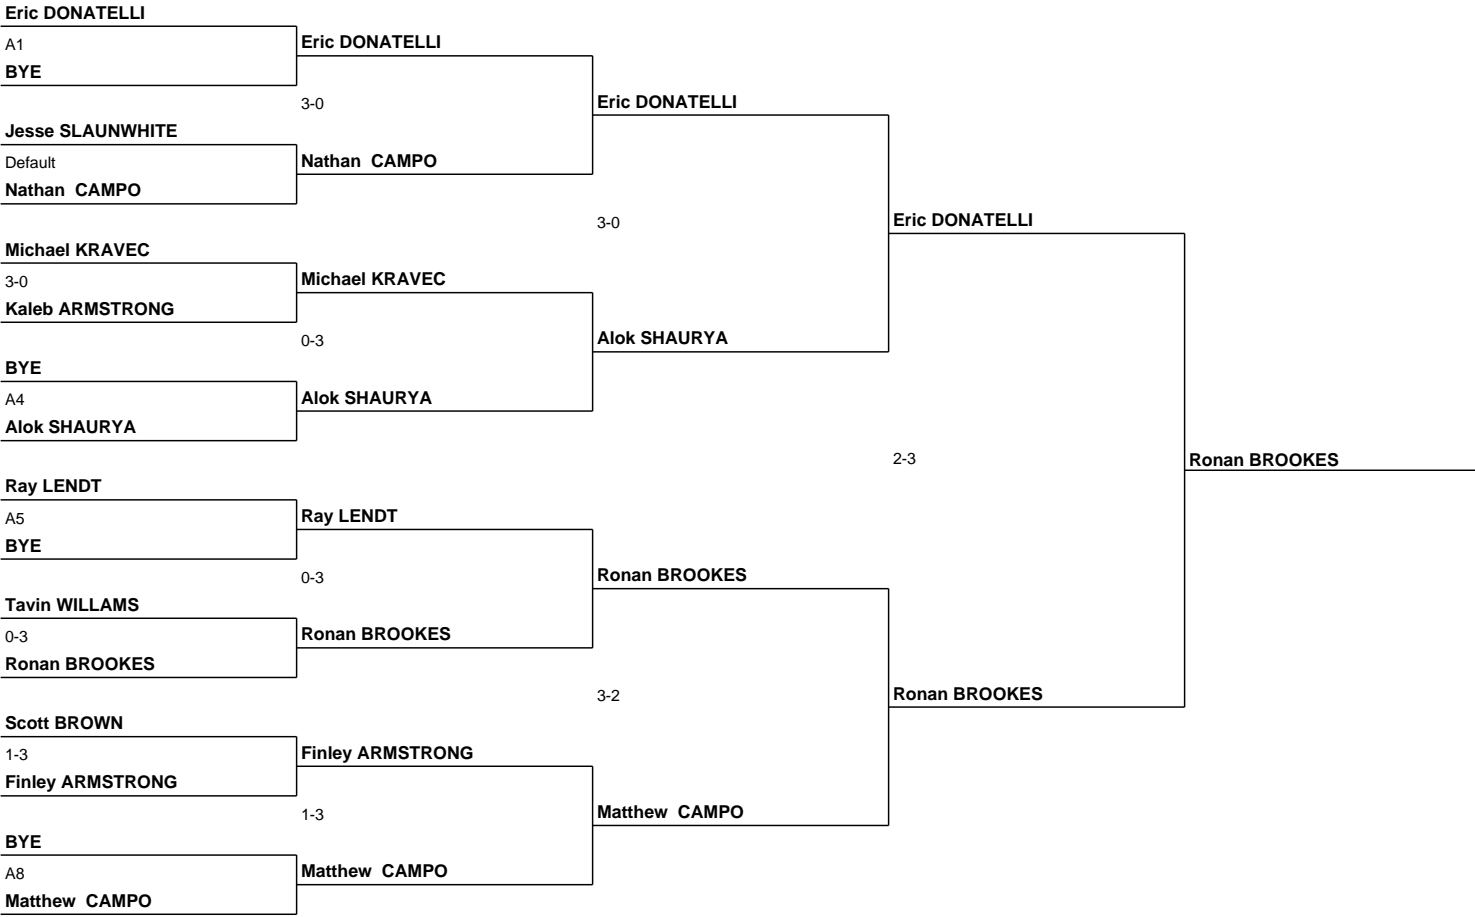 Eric DONATELLI
A1
BYE
Eric DONATELLI
3-0
Jesse SLAUNWHITE
Default
Nathan  CAMPO
Nathan  CAMPO
Eric DONATELLI
3-0
Michael KRAVEC
3-0
Kaleb ARMSTRONG
Michael KRAVEC
0-3
BYE
A4
Alok SHAURYA
Alok SHAURYA
Alok SHAURYA
Eric DONATELLI
2-3
Ronan BROOKES
Ray LENDT
A5
BYE
Ray LENDT
0-3
Tavin WILLAMS
0-3
Ronan BROOKES
Ronan BROOKES
Ronan BROOKES
3-2
Scott BROWN
1-3
Finley ARMSTRONG
Finley ARMSTRONG
1-3
BYE
A8
Matthew  CAMPO
Matthew  CAMPO
Matthew  CAMPO
Ronan BROOKES